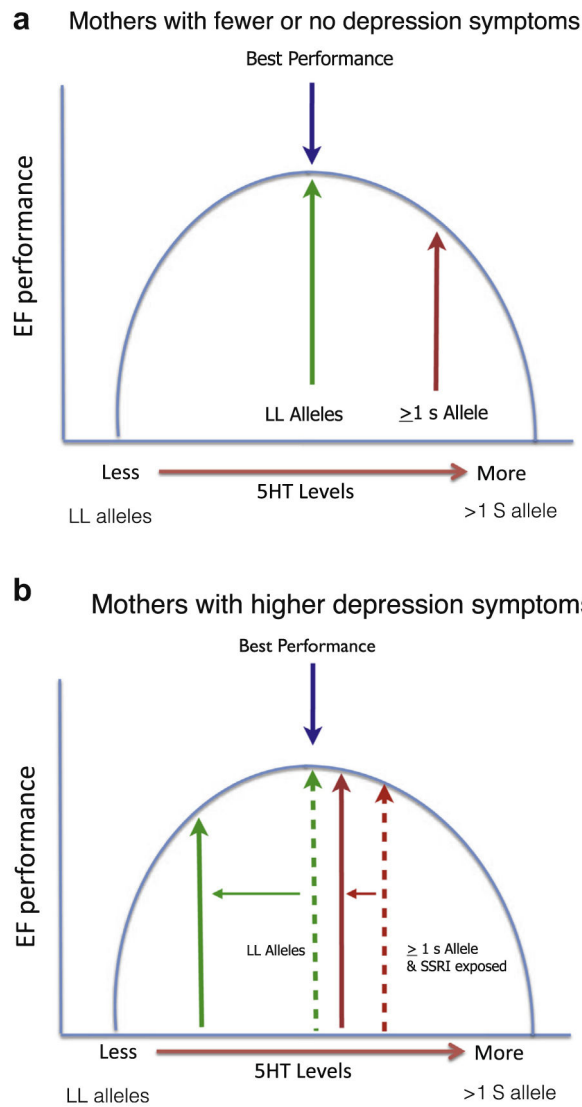 a Mothers with fewer or no depression symptoms
Best Performance
EF performance
LL Alleles
≥1 s Allele
Less
More
5HT Levels
LL alleles
>1 S allele
b Mothers with higher depression symptoms
Best Performance
EF performance
LL Alleles
≥ 1 s Allele
& SSRI exposed
Less
More
5HT Levels
LL alleles
>1 S allele